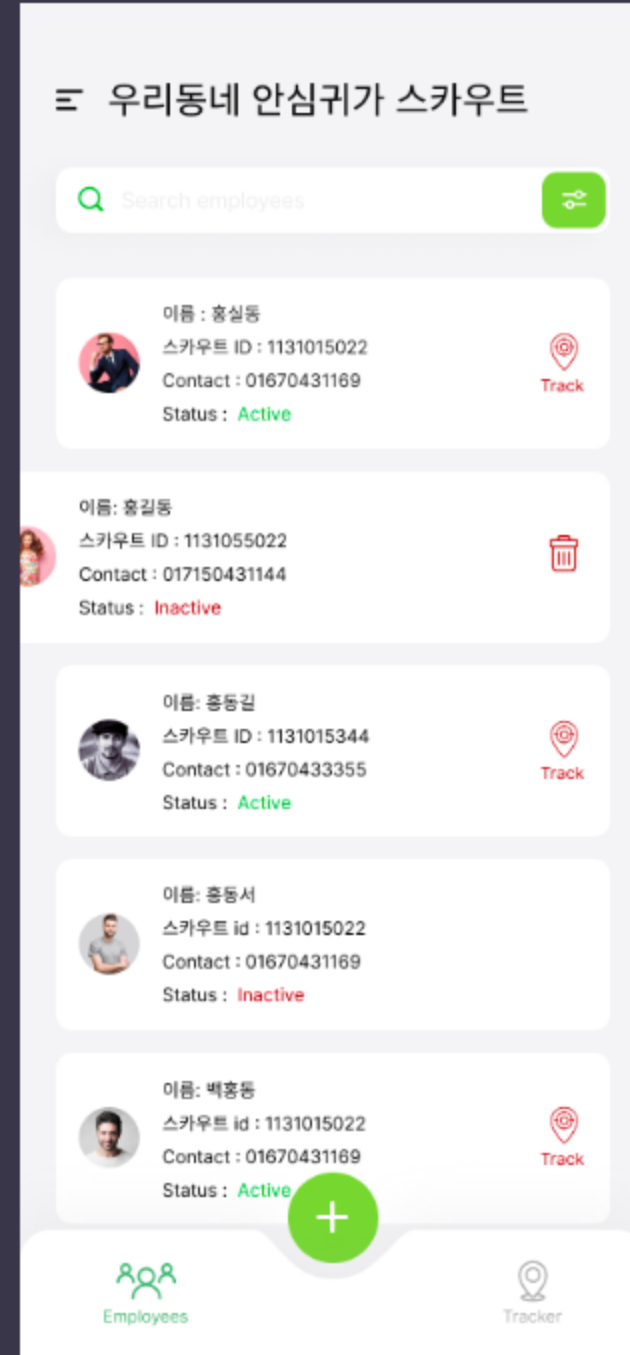 우리동네 안심귀가 스카우트
Search employees
이름 : 홍실동
스카우트 ID : 1131015022
Contact : 01670431169
Status : Active
Track
이름: 홍길동
스카우트 ID : 1131055022
Contact : 017150431144
Status : Inactive
이름: 홍동길
스카우트 ID : 1131015344
Contact : 01670433355
Status : Active
Track
이름: 홍동서
스카우트 id : 1131015022
Contact : 01670431169
Status : Inactive
이름: 백홍동
스카우트 id : 1131015022
Contact : 01670431169
Status : Active
Track
Employees
Tracker